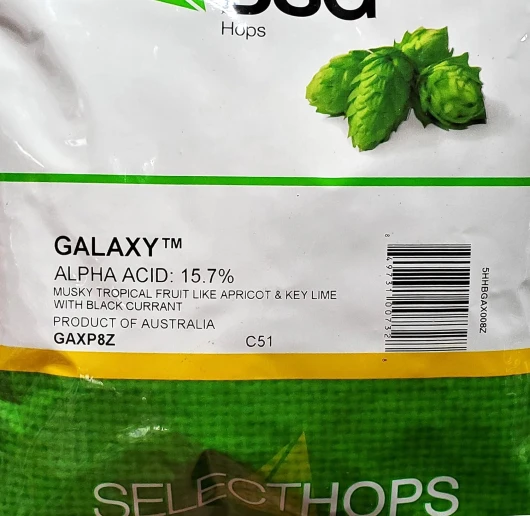 BSG
Hops
GALAXY™
ALPHA ACID: 15.7%
MUSKY TROPICAL FRUIT LIKE APRICOT & KEY LIME
WITH BLACK CURRANT
PRODUCT OF AUSTRALIA
GAXP8Z C51
5HHBGAX008Z
SELECTHOPS